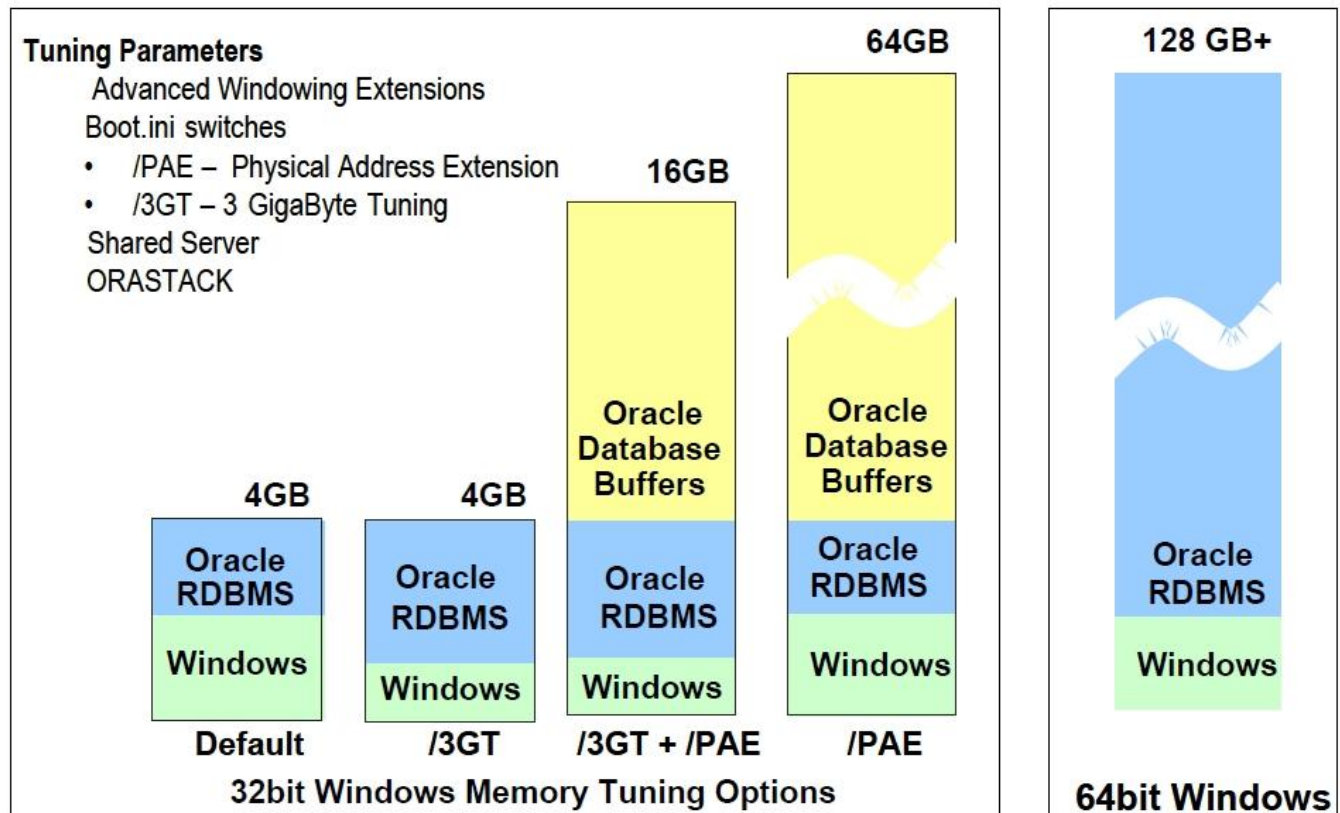 Tuning Parameters
Advanced Windowing Extensions
Boot.ini switches
• /PAE – Physical Address Extension
• /3GT – 3 GigaByte Tuning
Shared Server
ORASTACK
4GB
Oracle
RDBMS
Windows
Default
4GB
Oracle
RDBMS
Windows
/3GT
16GB
Oracle
Database
Buffers
Oracle
RDBMS
Windows
/3GT + /PAE
64GB
Oracle
Database
Buffers
Oracle
RDBMS
Windows
/PAE
32bit Windows Memory Tuning Options
128 GB+
Oracle
RDBMS
Windows
64bit Windows